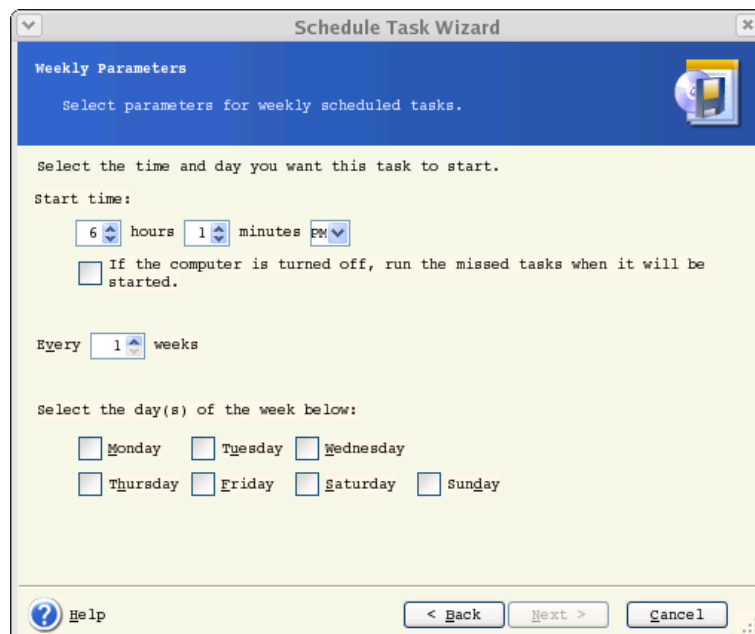 Schedule Task Wizard
Weekly Parameters
Select parameters for weekly scheduled tasks.
Select the time and day you want this task to start.
Start time:
6 hours 1 minutes PM
If the computer is turned off, run the missed tasks when it will be
started.
Every 1 weeks
Select the day(s) of the week below:
Monday Tuesday Wednesday
Thursday Friday Saturday Sunday
Help < Back Next > Cancel